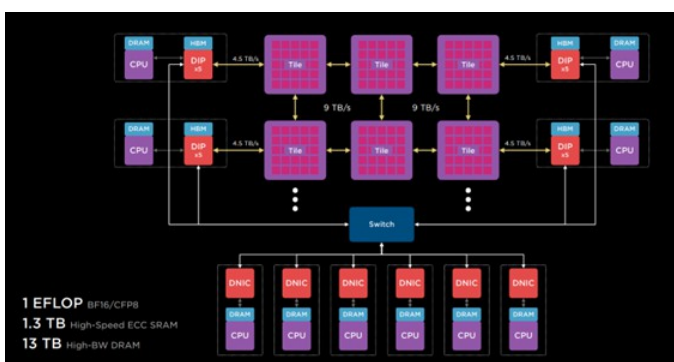 DRAM HBM HBM DRAM
CPU DIP x5 4.5 TB/s Tile Tile Tile 4.5 TB/s DIP x5 CPU
9 TB/s 9 TB/s
DRAM HBM HBM DRAM
CPU DIP x5 4.5 TB/s Tile Tile Tile 4.5 TB/s DIP x5 CPU
Switch
DNIC DNIC DNIC DNIC DNIC DNIC
DRAM DRAM DRAM DRAM DRAM DRAM
CPU CPU CPU CPU CPU CPU
1 EFLOP BF16/CFP8
1.3 TB High-Speed ECC SRAM
13 TB High-BW DRAM